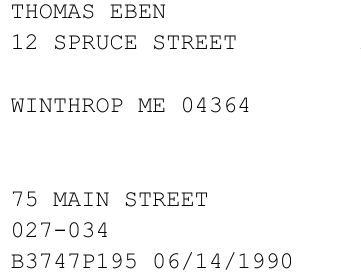 THOMAS EBEN
12 SPRUCE STREET
WINTHROP ME 04364
75 MAIN STREET
027-034
B3747P195 06/14/1990